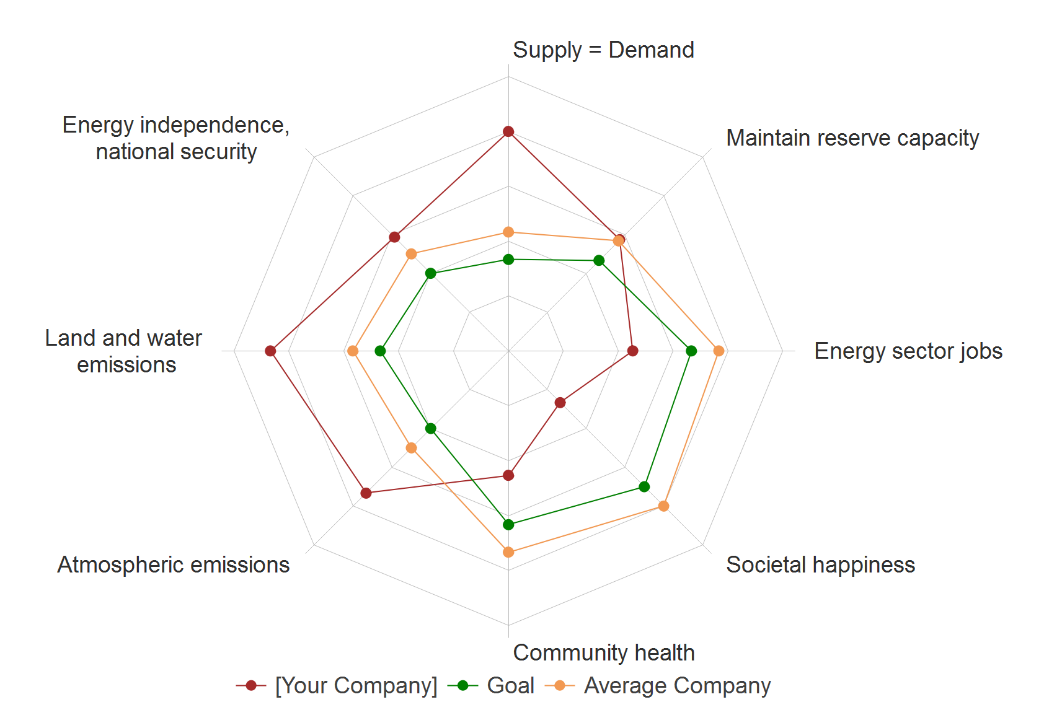 Supply = Demand
Energy independence,
national security
Maintain reserve capacity
Land and water
emissions
Energy sector jobs
Atmospheric emissions
Societal happiness
Community health
[Your Company]
Goal
Average Company